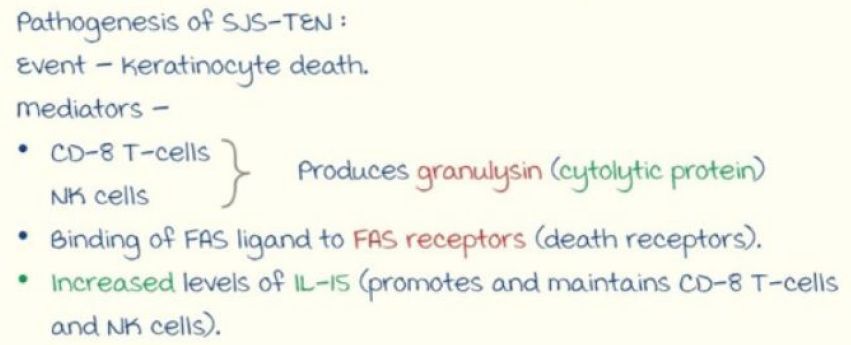 Pathogenesis of SJS-TEN :
Event – Keratinocyte death.
mediators –
• CD-8 T-cells
NK cells
} Produces granulysin (cytolytic protein)
• Binding of FAS ligand to FAS receptors (death receptors).
• Increased levels of IL-15 (promotes and maintains CD-8 T-cells
and NK cells).